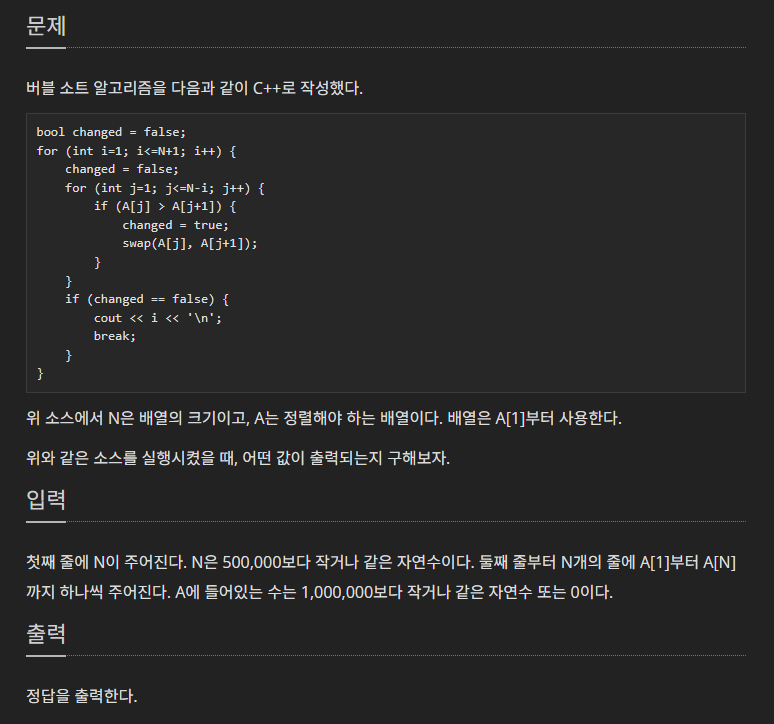 문제
버블 소트 알고리즘을 다음과 같이 C++로 작성했다.
bool changed = false;
for (int i=1; i<=N+1; i++) {
    changed = false;
    for (int j=1; j<=N-i; j++) {
        if (A[j] > A[j+1]) {
            changed = true;
            swap(A[j], A[j+1]);
        }
    }
    if (changed == false) {
        cout << i << '\n';
        break;
    }
}
위 소스에서 N은 배열의 크기이고, A는 정렬해야 하는 배열이다. 배열은 A[1]부터 사용한다.
위와 같은 소스를 실행시켰을 때, 어떤 값이 출력되는지 구해보자.
입력
첫째 줄에 N이 주어진다. N은 500,000보다 작거나 같은 자연수이다. 둘째 줄부터 N개의 줄에 A[1]부터 A[N]
까지 하나씩 주어진다. A에 들어있는 수는 1,000,000보다 작거나 같은 자연수 또는 0이다.
출력
정답을 출력한다.